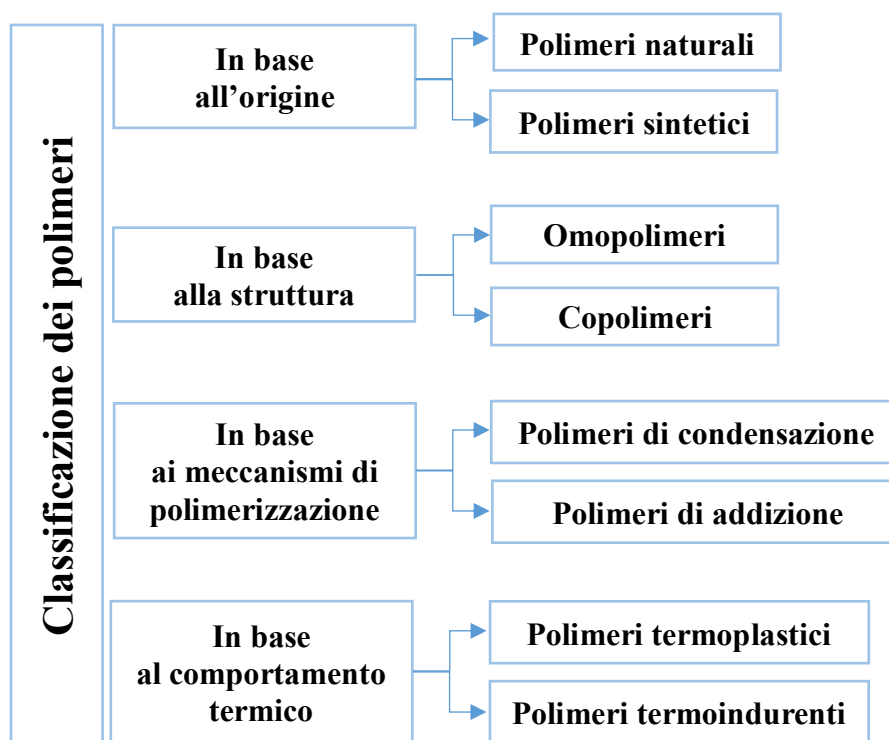 Classificazione dei polimeri
In base
all’origine
Polimeri naturali
Polimeri sintetici
In base
alla struttura
Omopolimeri
Copolimeri
In base
ai meccanismi di
polimerizzazione
Polimeri di condensazione
Polimeri di addizione
In base
al comportamento
termico
Polimeri termoplastici
Polimeri termoindurenti